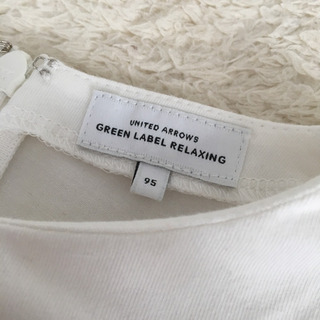 UNITED ARROWS
GREEN LABEL RELAXING
95